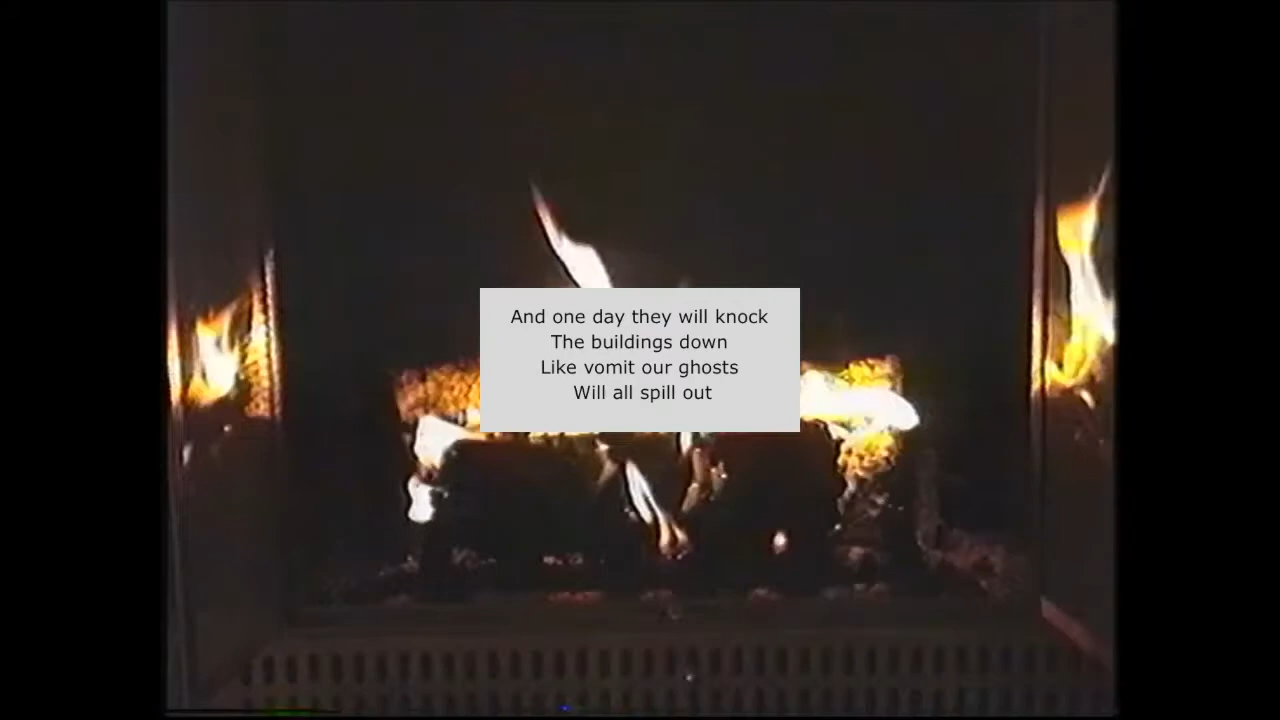 And one day they will knock
The buildings down
Like vomit our ghosts
Will all spill out